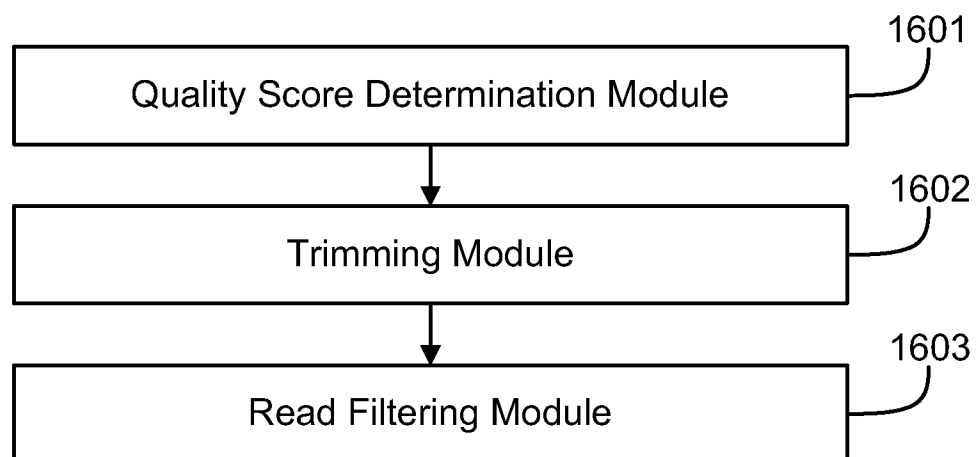 1601
Quality Score Determination Module
1602
Trimming Module
1603
Read Filtering Module